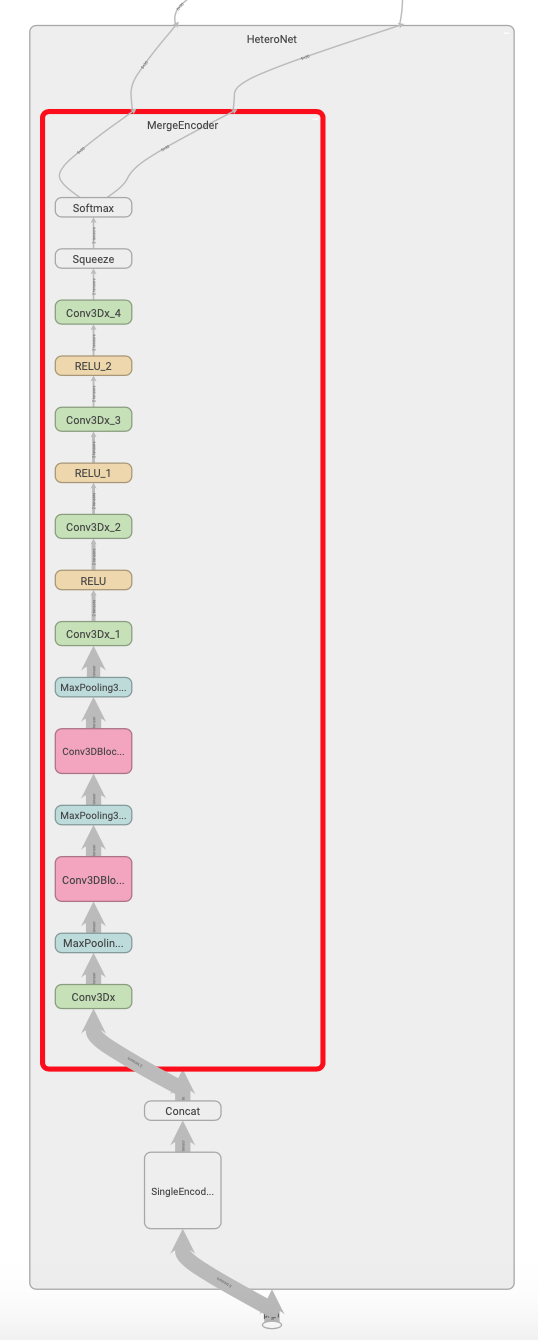 HeteroNet
MergeEncoder
Softmax
Squeeze
Conv3Dx_4
RELU_2
Conv3Dx_3
RELU_1
Conv3Dx_2
RELU
Conv3Dx_1
MaxPooling3...
Conv3DBloc...
MaxPooling3...
Conv3DBlo...
MaxPoolin...
Conv3Dx
Concat
SingleEncod...